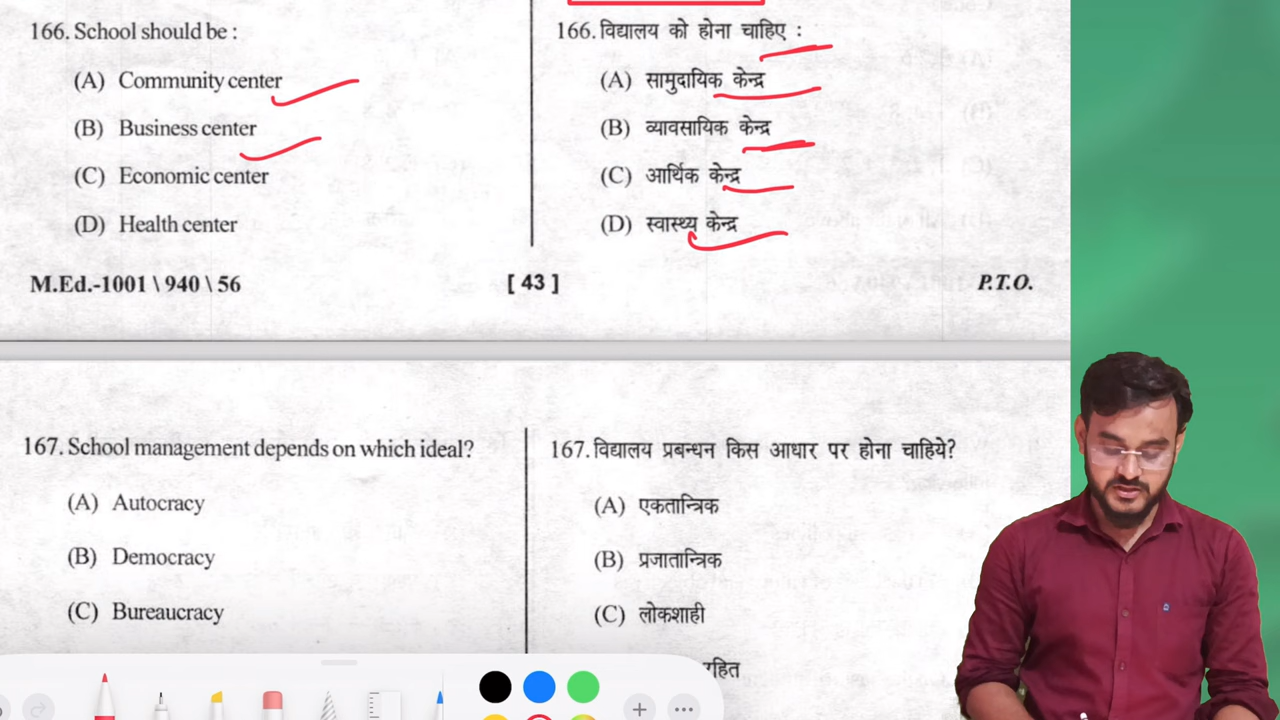 166. School should be :
(A) Community center
(B) Business center
(C) Economic center
(D) Health center
166. विद्यालय को होना चाहिए :
(A) सामुदायिक केन्द्र
(B) व्यावसायिक केन्द्र
(C) आर्थिक केन्द्र
(D) स्वास्थ्य केन्द्र
M.Ed.-1001 \ 940 \ 56
[ 43 ]
P.T.O.
167. School management depends on which ideal?
(A) Autocracy
(B) Democracy
(C) Bureaucracy
167. विद्यालय प्रबन्धन किस आधार पर होना चाहिये?
(A) एकतान्त्रिक
(B) प्रजातान्त्रिक
(C) लोकशाही